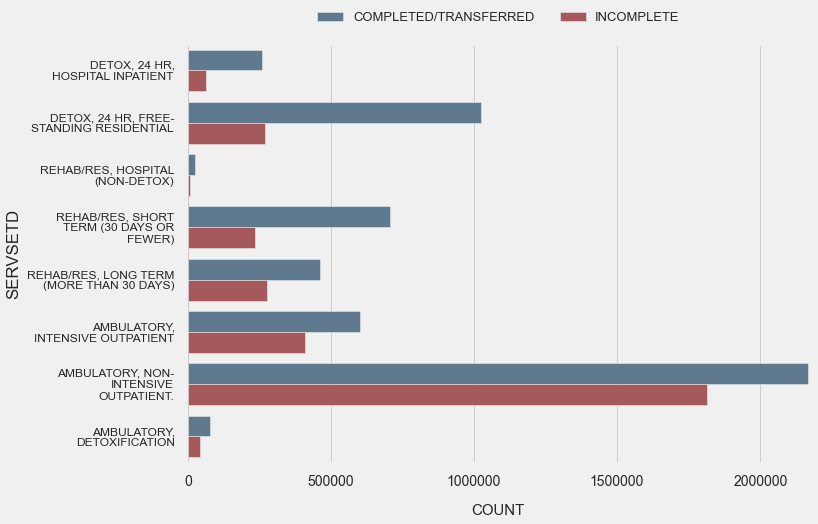 COMPLETED/TRANSFERRED
INCOMPLETE
DETOX, 24 HR,
HOSPITAL INPATIENT
DETOX, 24 HR, FREE-
STANDING RESIDENTIAL
REHAB/RES, HOSPITAL
(NON-DETOX)
REHAB/RES, SHORT
TERM (30 DAYS OR
FEWER)
REHAB/RES, LONG TERM
(MORE THAN 30 DAYS)
AMBULATORY,
INTENSIVE OUTPATIENT
AMBULATORY, NON-
INTENSIVE
OUTPATIENT.
AMBULATORY,
DETOXIFICATION
SERVSETD
0
500000
1000000
1500000
2000000
COUNT